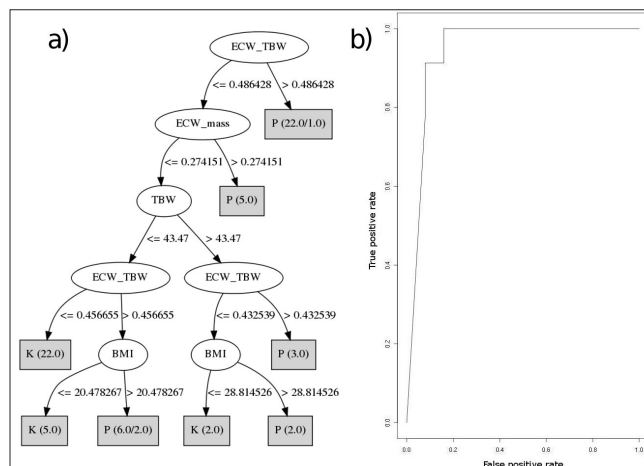 a)
ECW_TBW
<= 0.486428 > 0.486428
ECW_mass P (22.0/1.0)
<= 0.274151 > 0.274151
TBW P (5.0)
<= 43.47 > 43.47
ECW_TBW ECW_TBW
<= 0.456655 > 0.456655 <= 0.432539 > 0.432539
K (22.0) BMI BMI P (3.0)
<= 20.478267 > 20.478267 <= 28.814526 > 28.814526
K (5.0) P (6.0/2.0) K (2.0) P (2.0)
b)
True positive rate
1.0
0.8
0.6
0.4
0.2
0.0
0.0 0.2 0.4 0.6 0.8 1.0
False positive rate